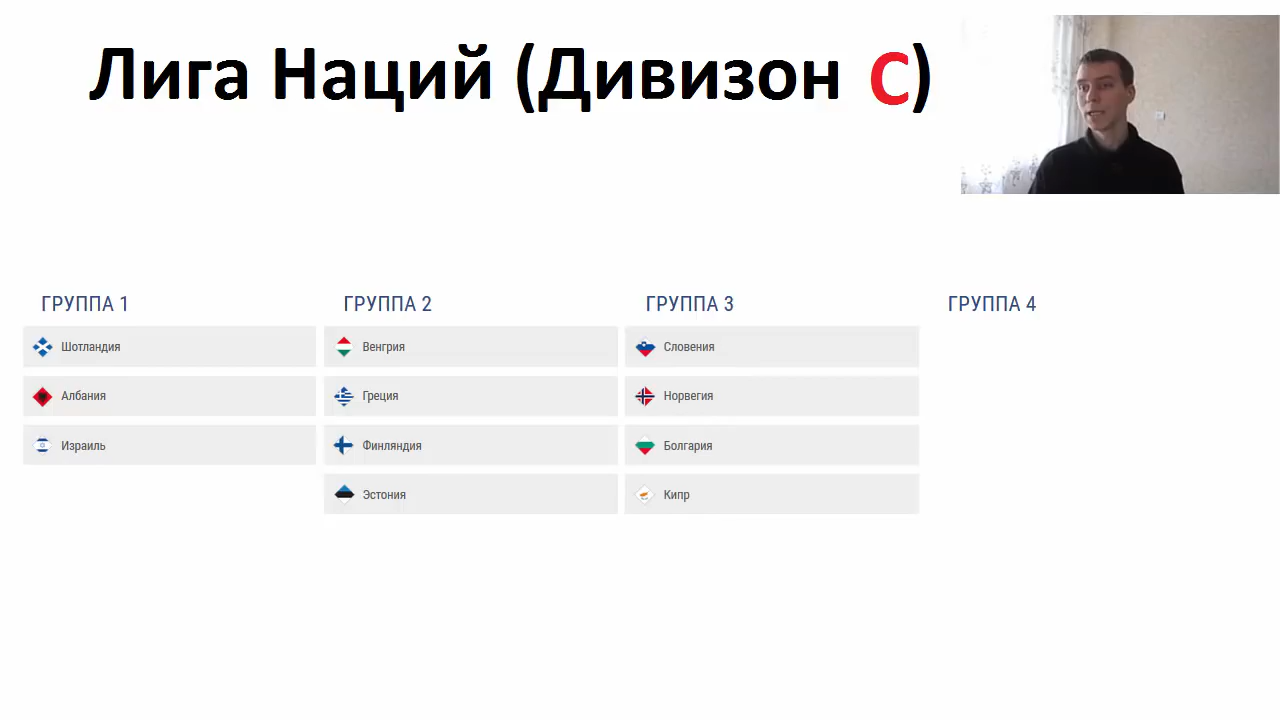 Лига Наций (Дивизон С)
ГРУППА 1
Шотландия
Албания
Израиль
ГРУППА 2
Венгрия
Греция
Финляндия
Эстония
ГРУППА 3
Словения
Норвегия
Болгария
Кипр
ГРУППА 4